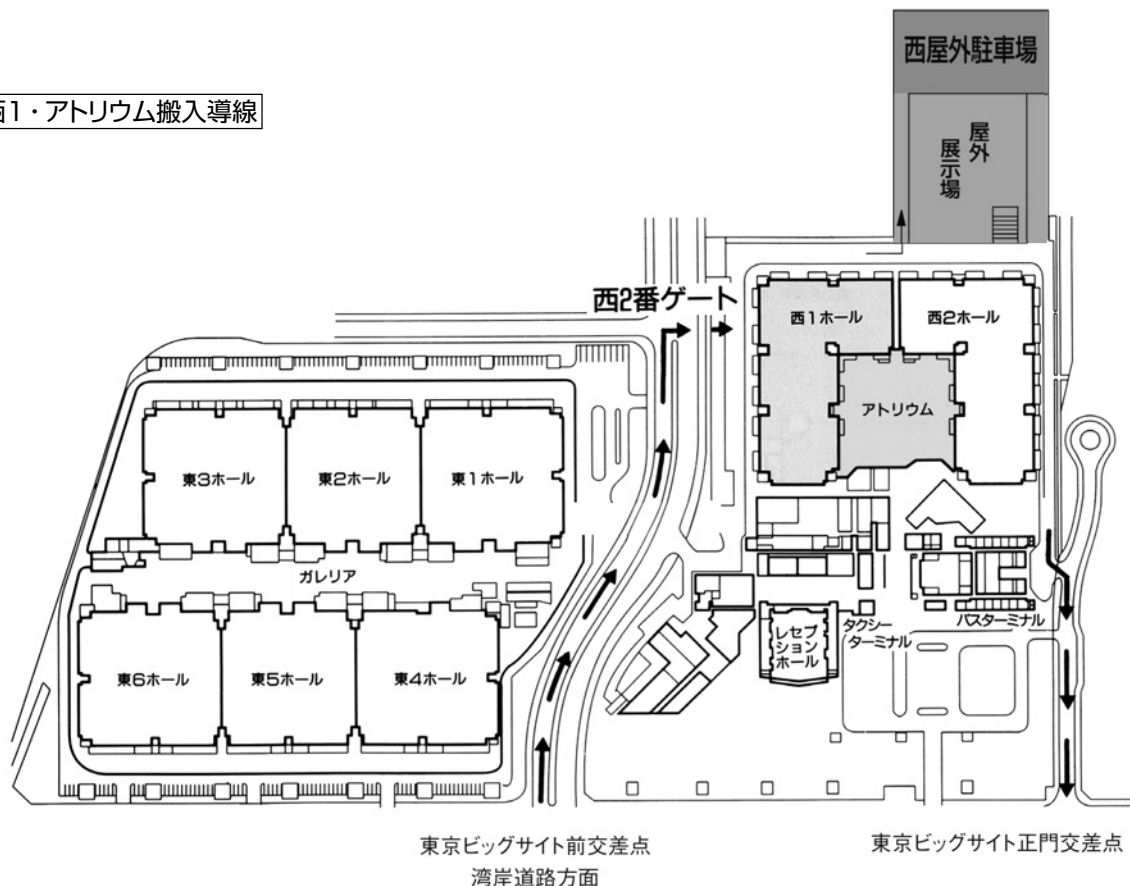 西1・アトリウム搬入導線
西屋外駐車場
屋外
展示場
西2番ゲート
西1ホール
西2ホール
アトリウム
東3ホール
東2ホール
東1ホール
ガレリア
東6ホール
東5ホール
東4ホール
レセプ
ション
ホール
タクシー
ターミナル
バスターミナル
東京ビッグサイト前交差点
湾岸道路方面
東京ビッグサイト正門交差点